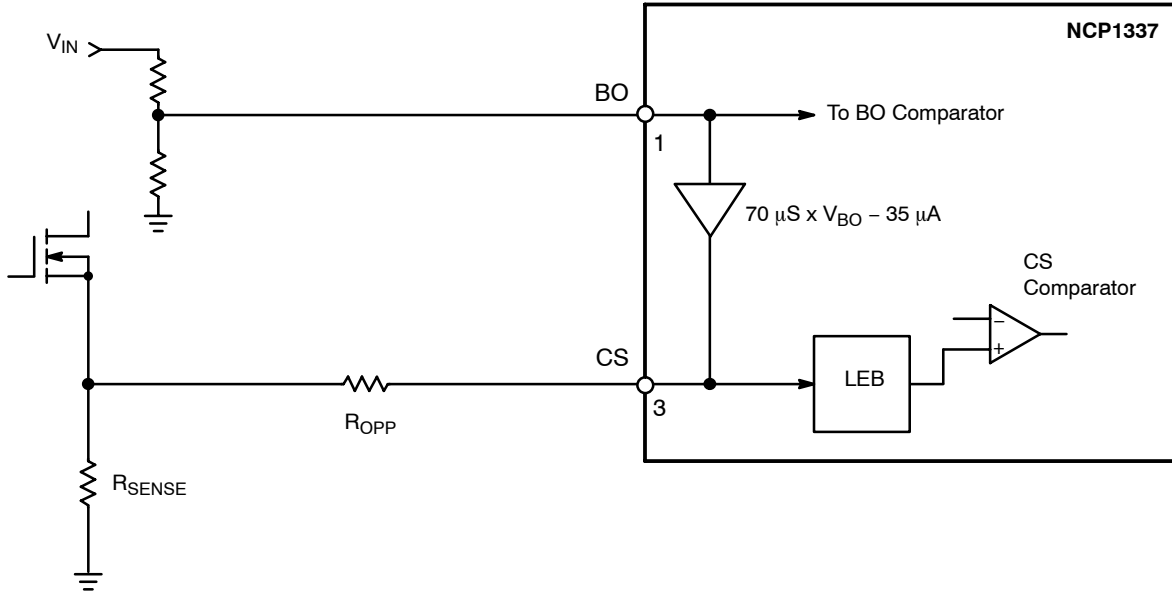 NCP1337
V_IN
BO
To BO Comparator
1
70 μS x V_BO – 35 μA
CS
Comparator
–
+
CS
LEB
3
R_OPP
R_SENSE